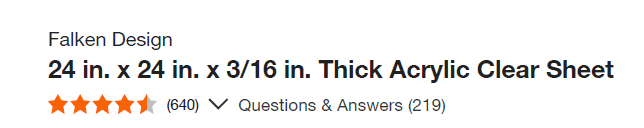 Falken Design
24 in. x 24 in. x 3/16 in. Thick Acrylic Clear Sheet
(640) Questions & Answers (219)